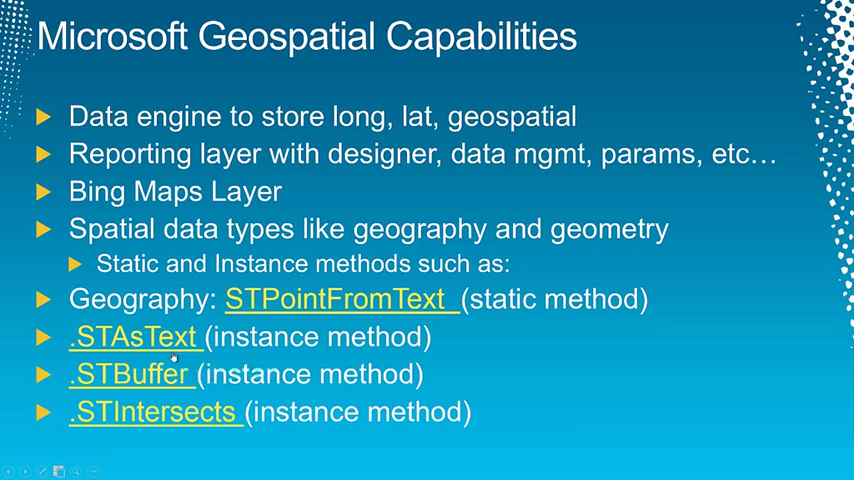 Microsoft Geospatial Capabilities
Data engine to store long, lat, geospatial
Reporting layer with designer, data mgmt, params, etc…
Bing Maps Layer
Spatial data types like geography and geometry
Static and Instance methods such as:
Geography: STPointFromText (static method)
.STAsText (instance method)
.STBuffer (instance method)
.STIntersects (instance method)